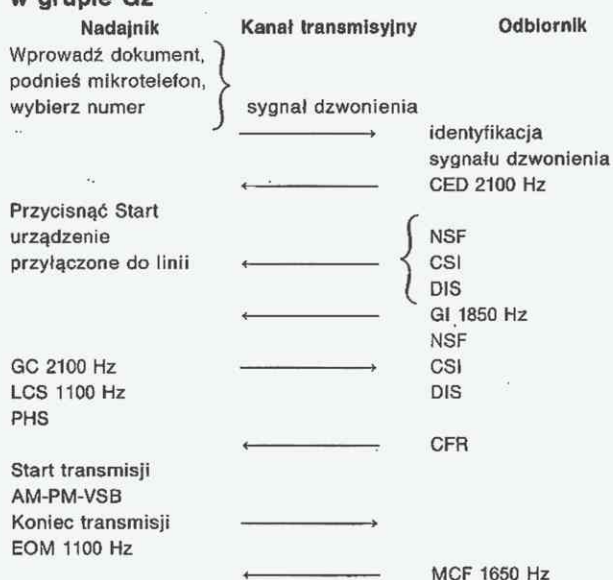 w grupie G2
Nadajnik Kanał transmisyjny Odbiornik
Wprowadź dokument,
podnieś mikrotelefon,
wybierz numer sygnał dzwonienia
identyfikacja
sygnału dzwonienia
CED 2100 Hz
Przycisnąć Start
urządzenie NSF
przyłączone do linii CSI
DIS
GI 1850 Hz
NSF
GC 2100 Hz CSI
LCS 1100 Hz DIS
PHS
CFR
Start transmisji
AM-PM-VSB
Koniec transmisji
EOM 1100 Hz
MCF 1650 Hz